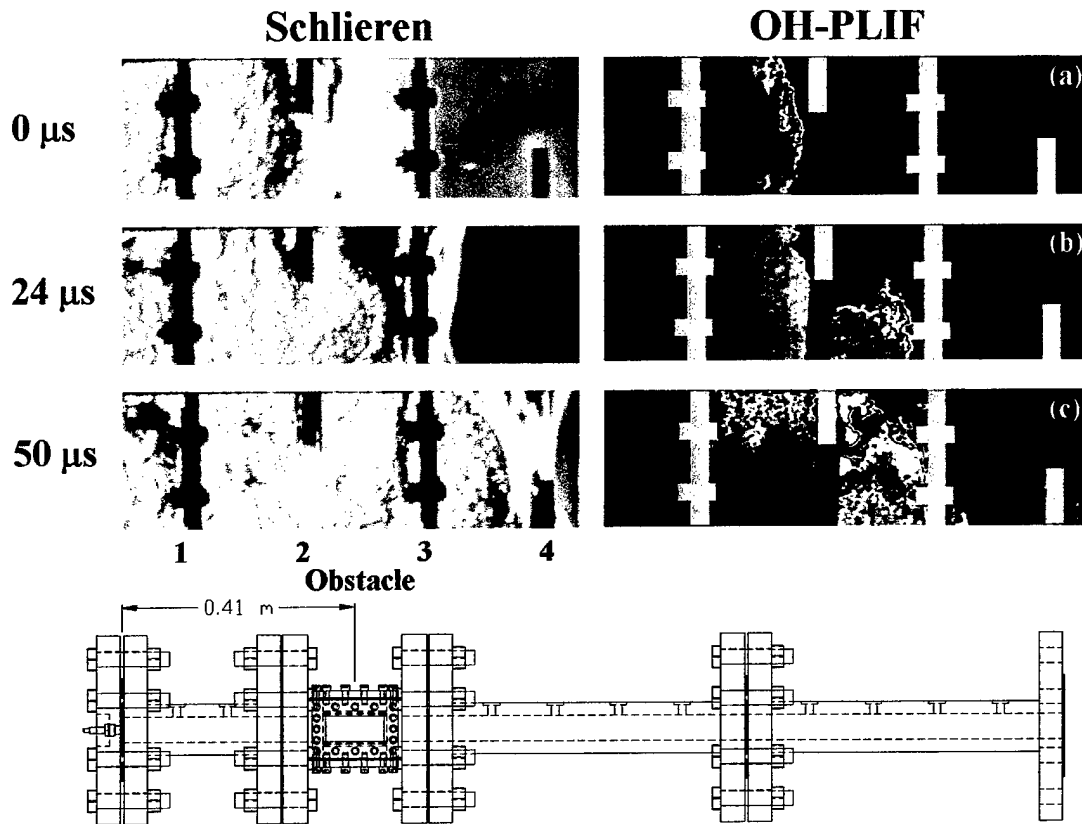 Schlieren OH-PLIF
0 µs (a)
24 µs (b)
50 µs (c)
1 2 3 4
Obstacle
0.41 m